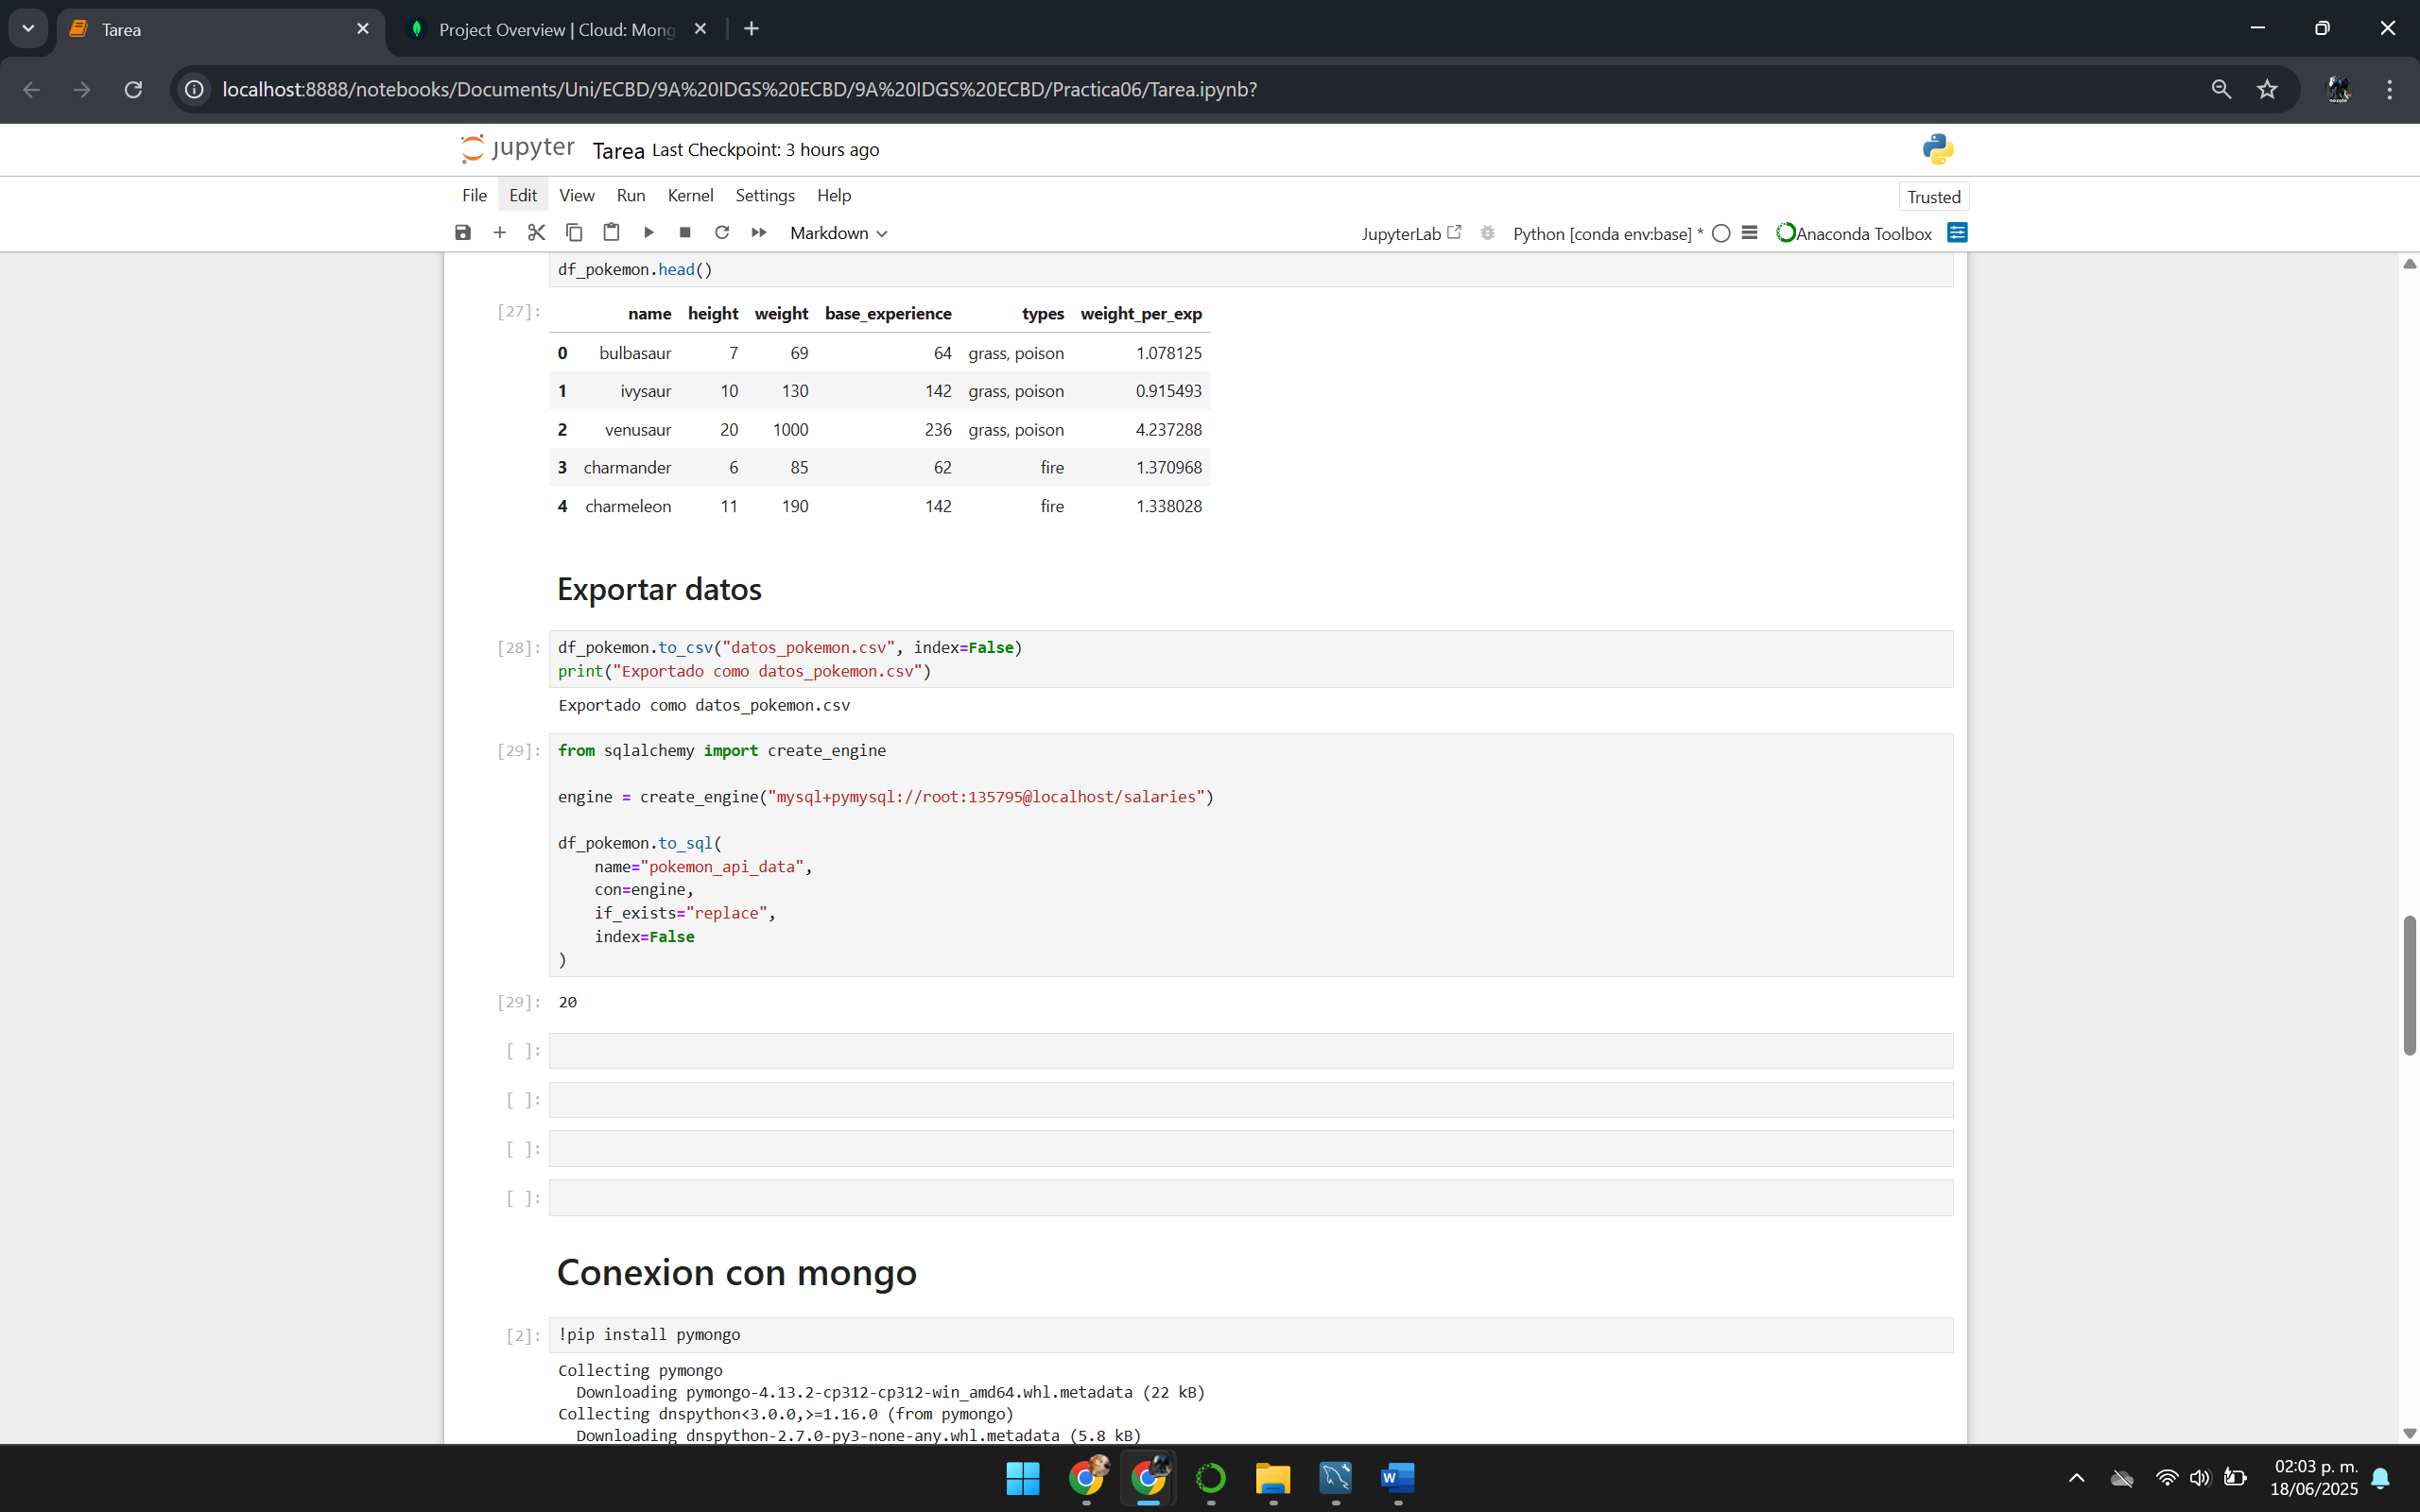 Tarea
Project Overview | Cloud: Mong
localhost:8888/notebooks/Documents/Uni/ECBD/9A%20IDGS%20ECBD/9A%20IDGS%20ECBD/Practica06/Tarea.ipynb?
jupyter Tarea Last Checkpoint: 3 hours ago
File Edit View Run Kernel Settings Help Trusted
Markdown JupyterLab Python [conda env:base] * Anaconda Toolbox
df_pokemon.head()
[27]: name height weight base_experience types weight_per_exp
0 bulbasaur 7 69 64 grass, poison 1.078125
1 ivysaur 10 130 142 grass, poison 0.915493
2 venusaur 20 1000 236 grass, poison 4.237288
3 charmander 6 85 62 fire 1.370968
4 charmeleon 11 190 142 fire 1.338028
Exportar datos
[28]: df_pokemon.to_csv("datos_pokemon.csv", index=False)
print("Exportado como datos_pokemon.csv")
Exportado como datos_pokemon.csv
[29]: from sqlalchemy import create_engine
engine = create_engine("mysql+pymysql://root:135795@localhost/salaries")
df_pokemon.to_sql(
name="pokemon_api_data",
con=engine,
if_exists="replace",
index=False
)
[29]: 20
[ ]:
[ ]:
[ ]:
[ ]:
Conexion con mongo
[2]: !pip install pymongo
Collecting pymongo
Downloading pymongo-4.13.2-cp312-cp312-win_amd64.whl.metadata (22 kB)
Collecting dnspython<3.0.0,>=1.16.0 (from pymongo)
Downloading dnspython-2.7.0-py3-none-any.whl.metadata (5.8 kB)
02:03 p. m.
18/06/2025